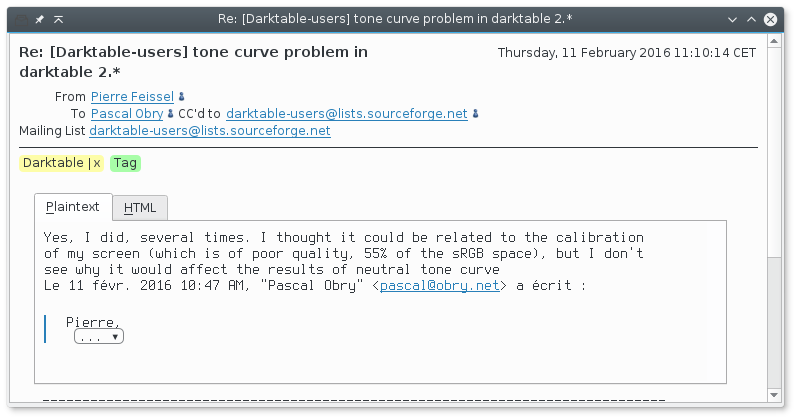 Re: [Darktable-users] tone curve problem in darktable 2.*
Re: [Darktable-users] tone curve problem in
darktable 2.*
Thursday, 11 February 2016 11:10:14 CET
From Pierre Feissel
To Pascal Obry CC'd to darktable-users@lists.sourceforge.net
Mailing List darktable-users@lists.sourceforge.net
Darktable | x Tag
Plaintext HTML
Yes, I did, several times. I thought it could be related to the calibration
of my screen (which is of poor quality, 55% of the sRGB space), but I don't
see why it would affect the results of neutral tone curve
Le 11 févr. 2016 10:47 AM, "Pascal Obry" <pascal@obry.net> a écrit :
Pierre,
...